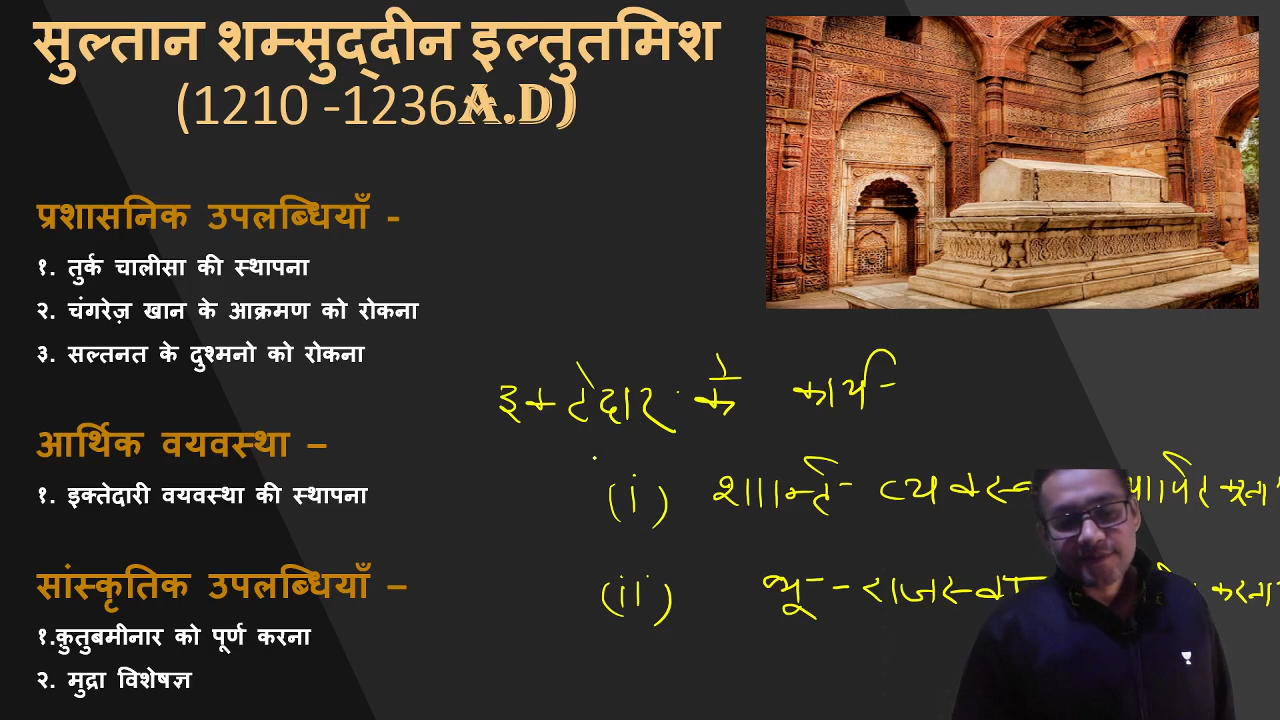 सुल्तान शम्सुद्दीन इल्तुतमिश
(1210 -1236A.D)
प्रशासनिक उपलब्धियाँ -
१. तुर्क चालीसा की स्थापना
२. चंगरेज़ खान के आक्रमण को रोकना
३. सल्तनत के दुश्मनो को रोकना
आर्थिक वयवस्था –
१. इक्तेदारी वयवस्था की स्थापना
सांस्कृतिक उपलब्धियाँ –
१.कुतुबमीनार को पूर्ण करना
२. मुद्रा विशेषज्ञ
इक्तेदार के कार्य -
(i) शान्ति - व्यवस्
(ii) भू - राजस्व करना